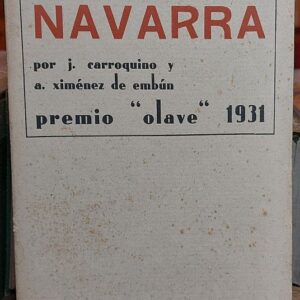 NAVARRA
por j. carroquino y
a. ximénez de embún
premio "olave" 1931